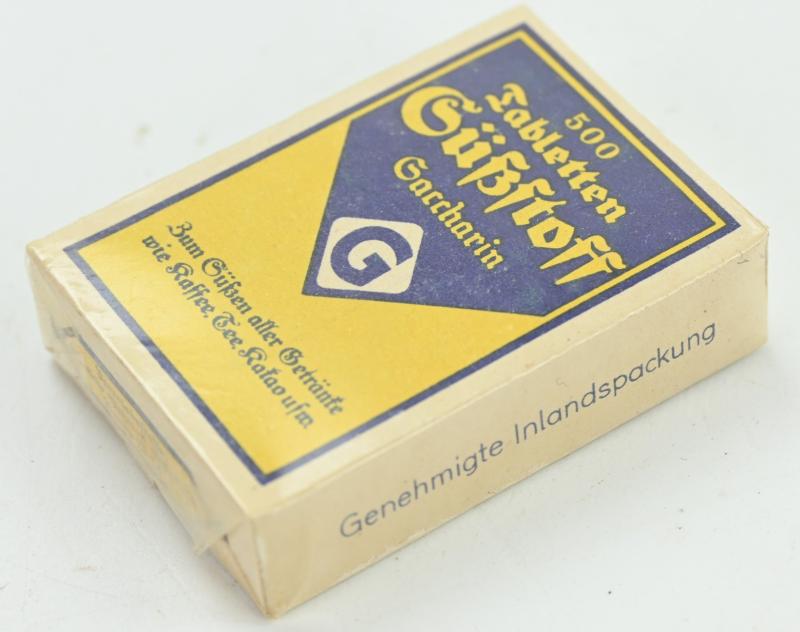 500
Tabletten
Süßstoff
Saccharin
G
Zum Süßen aller Getränke
wie Kaffee, Tee, Kakao usw.
Genehmigte Inlandspackung